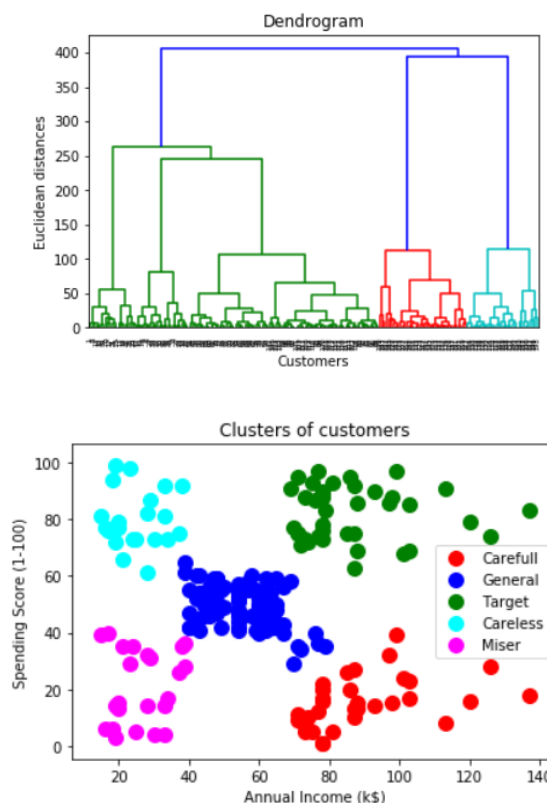 Dendrogram
400
350
300
250
200
150
100
50
0
Euclidean distances
Customers
Clusters of customers
100
80
60
40
20
0
Spending Score (1-100)
Carefull
General
Target
Careless
Miser
20 40 60 80 100 120 140
Annual Income (k$)